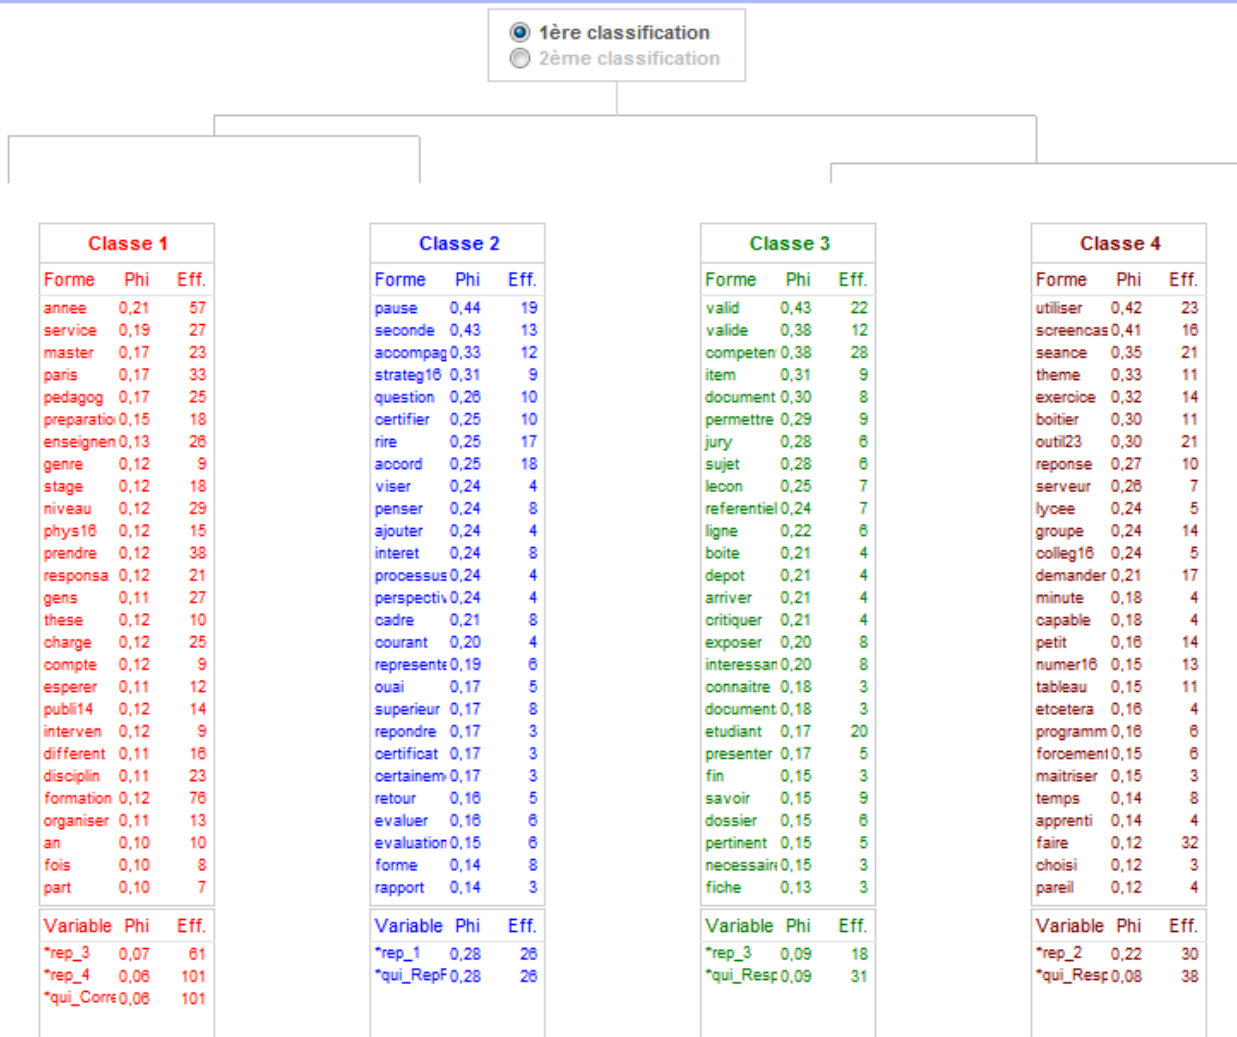 1ère classification
2ème classification
Classe 1
Forme Phi Eff.
annee 0,21 57
service 0,19 27
master 0,17 23
paris 0,17 33
pedagog 0,17 25
preparatio 0,15 18
enseignen 0,13 26
genre 0,12 9
stage 0,12 18
niveau 0,12 29
phys16 0,12 15
prendre 0,12 38
responsa 0,12 21
gens 0,11 27
these 0,12 10
charge 0,12 25
compte 0,12 9
esperer 0,11 12
publi14 0,12 14
interven 0,12 9
different 0,11 16
disciplin 0,11 23
formation 0,12 76
organiser 0,11 13
an 0,10 10
fois 0,10 8
part 0,10 7
Variable Phi Eff.
*rep_3 0,07 61
*rep_4 0,06 101
*qui_Corre 0,06 101
Classe 2
Forme Phi Eff.
pause 0,44 19
seconde 0,43 13
accompag 0,33 12
strateg16 0,31 9
question 0,26 10
certifier 0,25 10
rire 0,25 17
accord 0,25 18
viser 0,24 4
penser 0,24 8
ajouter 0,24 4
interet 0,24 8
processus 0,24 4
perspectiv 0,24 4
cadre 0,21 8
courant 0,20 4
represente 0,19 6
ouai 0,17 5
superieur 0,17 8
repondre 0,17 3
certificat 0,17 3
certainem 0,17 3
retour 0,16 5
evaluer 0,16 6
evaluation 0,15 6
forme 0,14 8
rapport 0,14 3
Variable Phi Eff.
*rep_1 0,28 26
*qui_RepF 0,28 26
Classe 3
Forme Phi Eff.
valid 0,43 22
valide 0,38 12
competen 0,38 28
item 0,31 9
document 0,30 8
permettre 0,29 9
jury 0,28 6
sujet 0,28 6
lecon 0,25 7
referentiel 0,24 7
ligne 0,22 6
boite 0,21 4
depot 0,21 4
arriver 0,21 4
critiquer 0,21 4
exposer 0,20 8
interessan 0,20 8
connaitre 0,18 3
document 0,18 3
etudiant 0,17 20
presenter 0,17 5
fin 0,15 3
savoir 0,15 9
dossier 0,15 6
pertinent 0,15 5
necessaire 0,15 3
fiche 0,13 3
Variable Phi Eff.
*rep_3 0,09 18
*qui_Resp 0,09 31
Classe 4
Forme Phi Eff.
utiliser 0,42 23
screencas 0,41 16
seance 0,35 21
theme 0,33 11
exercice 0,32 14
boitier 0,30 11
outil23 0,30 21
reponse 0,27 10
serveur 0,26 7
lycee 0,24 5
groupe 0,24 14
colleg16 0,24 5
demander 0,21 17
minute 0,18 4
capable 0,18 4
petit 0,16 14
numer16 0,15 13
tableau 0,15 11
etcetera 0,16 4
programm 0,16 6
forcement 0,15 6
maitriser 0,15 3
temps 0,14 8
apprenti 0,14 4
faire 0,12 32
choisi 0,12 3
pareil 0,12 4
Variable Phi Eff.
*rep_2 0,22 30
*qui_Resp 0,08 38